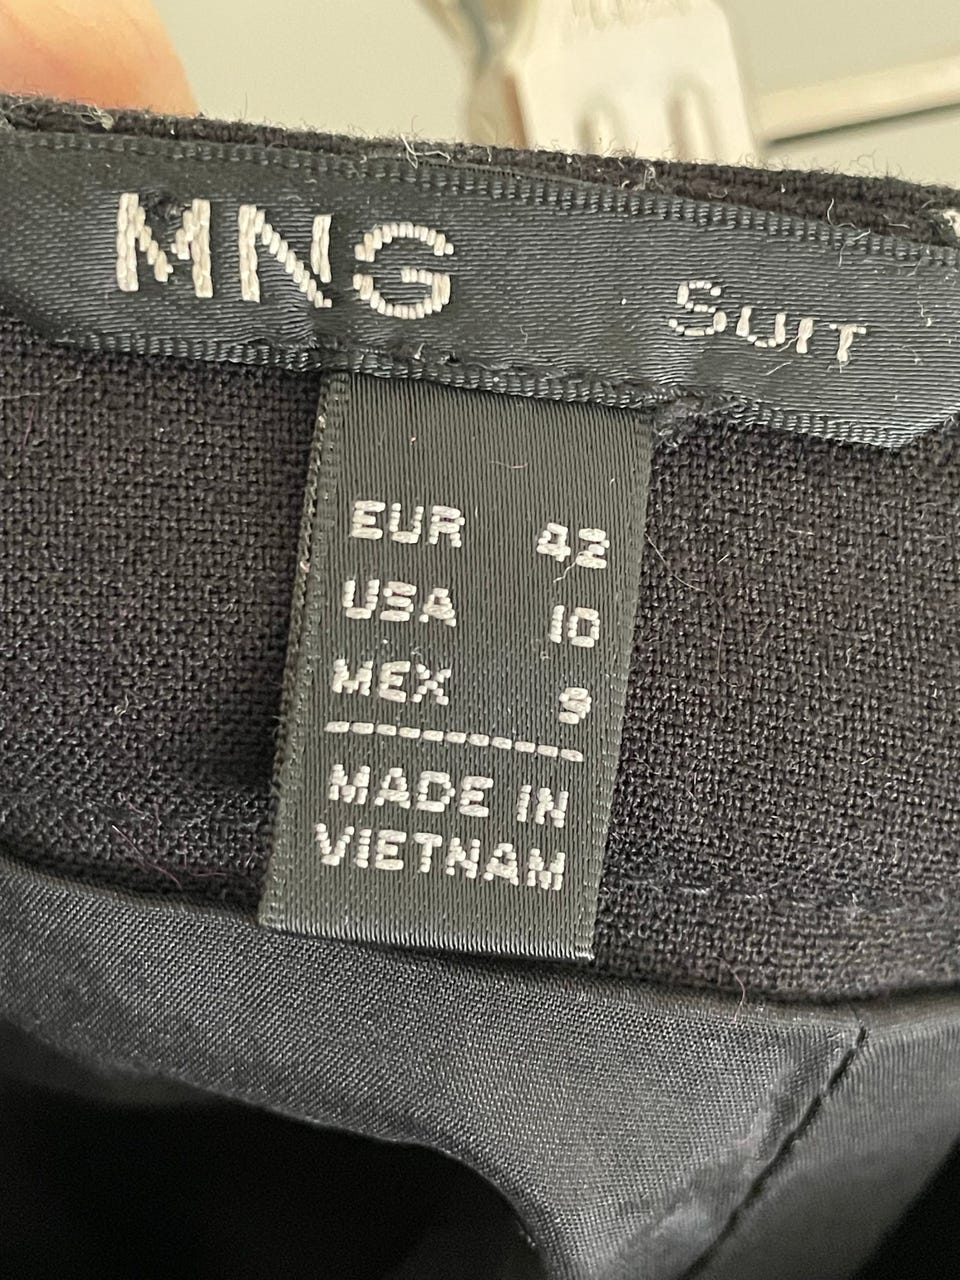 MNG SUIT
EUR 42
USA 10
MEX 9
MADE IN
VIETNAM